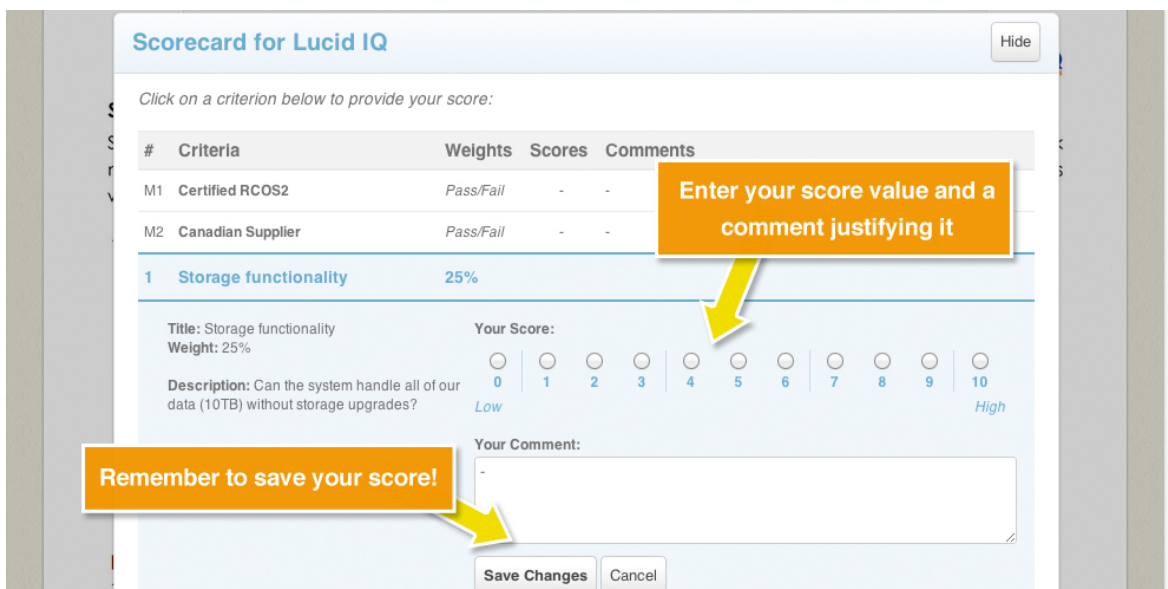 Scorecard for Lucid IQ
Hide
Click on a criterion below to provide your score:
# Criteria Weights Scores Comments
M1 Certified RCOS2 Pass/Fail - -
M2 Canadian Supplier Pass/Fail - -
Enter your score value and a
comment justifying it
1 Storage functionality 25%
Title: Storage functionality
Weight: 25%
Description: Can the system handle all of our
data (10TB) without storage upgrades?
Your Score:
0 1 2 3 4 5 6 7 8 9 10
Low High
Your Comment:
-
Remember to save your score!
Save Changes Cancel